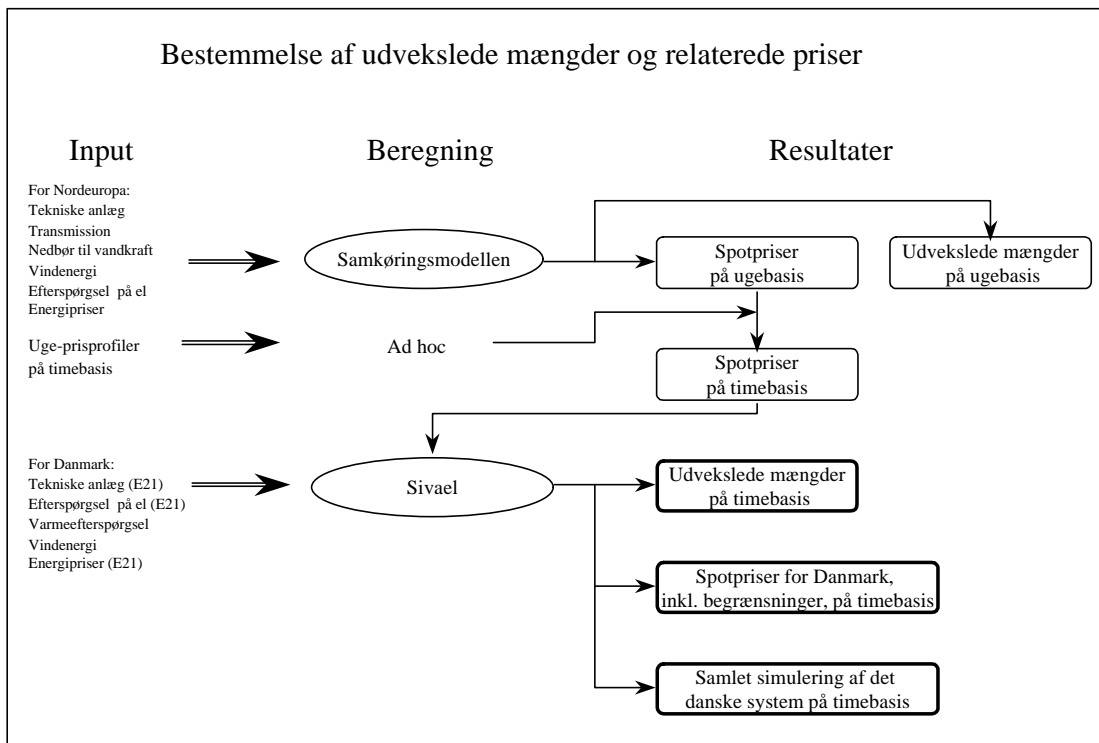 Bestemmelse af udvekslede mængder og relaterede priser
Input
Beregning
Resultater
For Nordeuropa:
Tekniske anlæg
Transmission
Nedbør til vandkraft
Vindenergi
Efterspørgsel på el
Energipriser
Samkøringsmodellen
Spotpriser
på ugebasis
Udvekslede mængder
på ugebasis
Uge-prisprofiler
på timebasis
Ad hoc
Spotpriser
på timebasis
For Danmark:
Tekniske anlæg (E21)
Efterspørgsel på el (E21)
Varmeefterspørgsel
Vindenergi
Energipriser (E21)
Sivael
Udvekslede mængder
på timebasis
Spotpriser for Danmark,
inkl. begrænsninger, på timebasis
Samlet simulering af det
danske system på timebasis